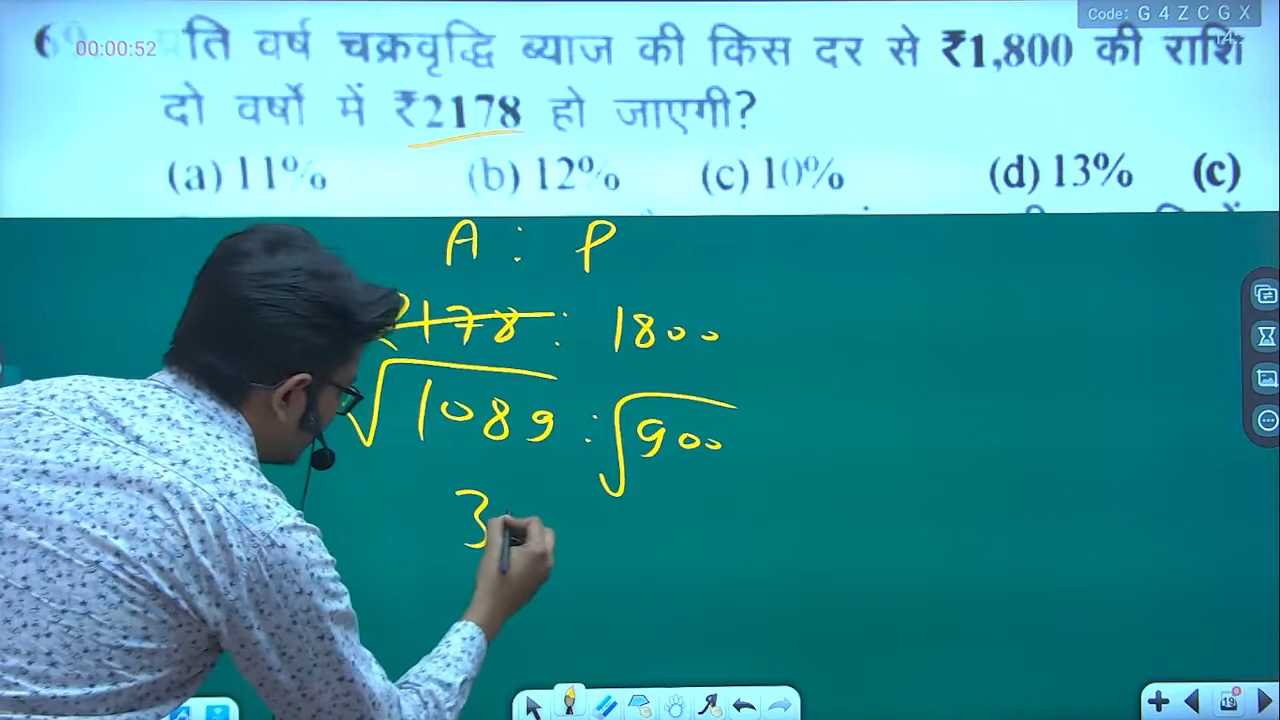 Code: G 4 Z C G X
00:00:52
ति वर्ष चक्रवृद्धि ब्याज की किस दर से ₹1,800 की राशि
दो वर्षों में ₹2178 हो जाएगी?
(a) 11% (b) 12% (c) 10% (d) 13% (c)
A : P
2178 : 1800
√1089 : √900
3
19